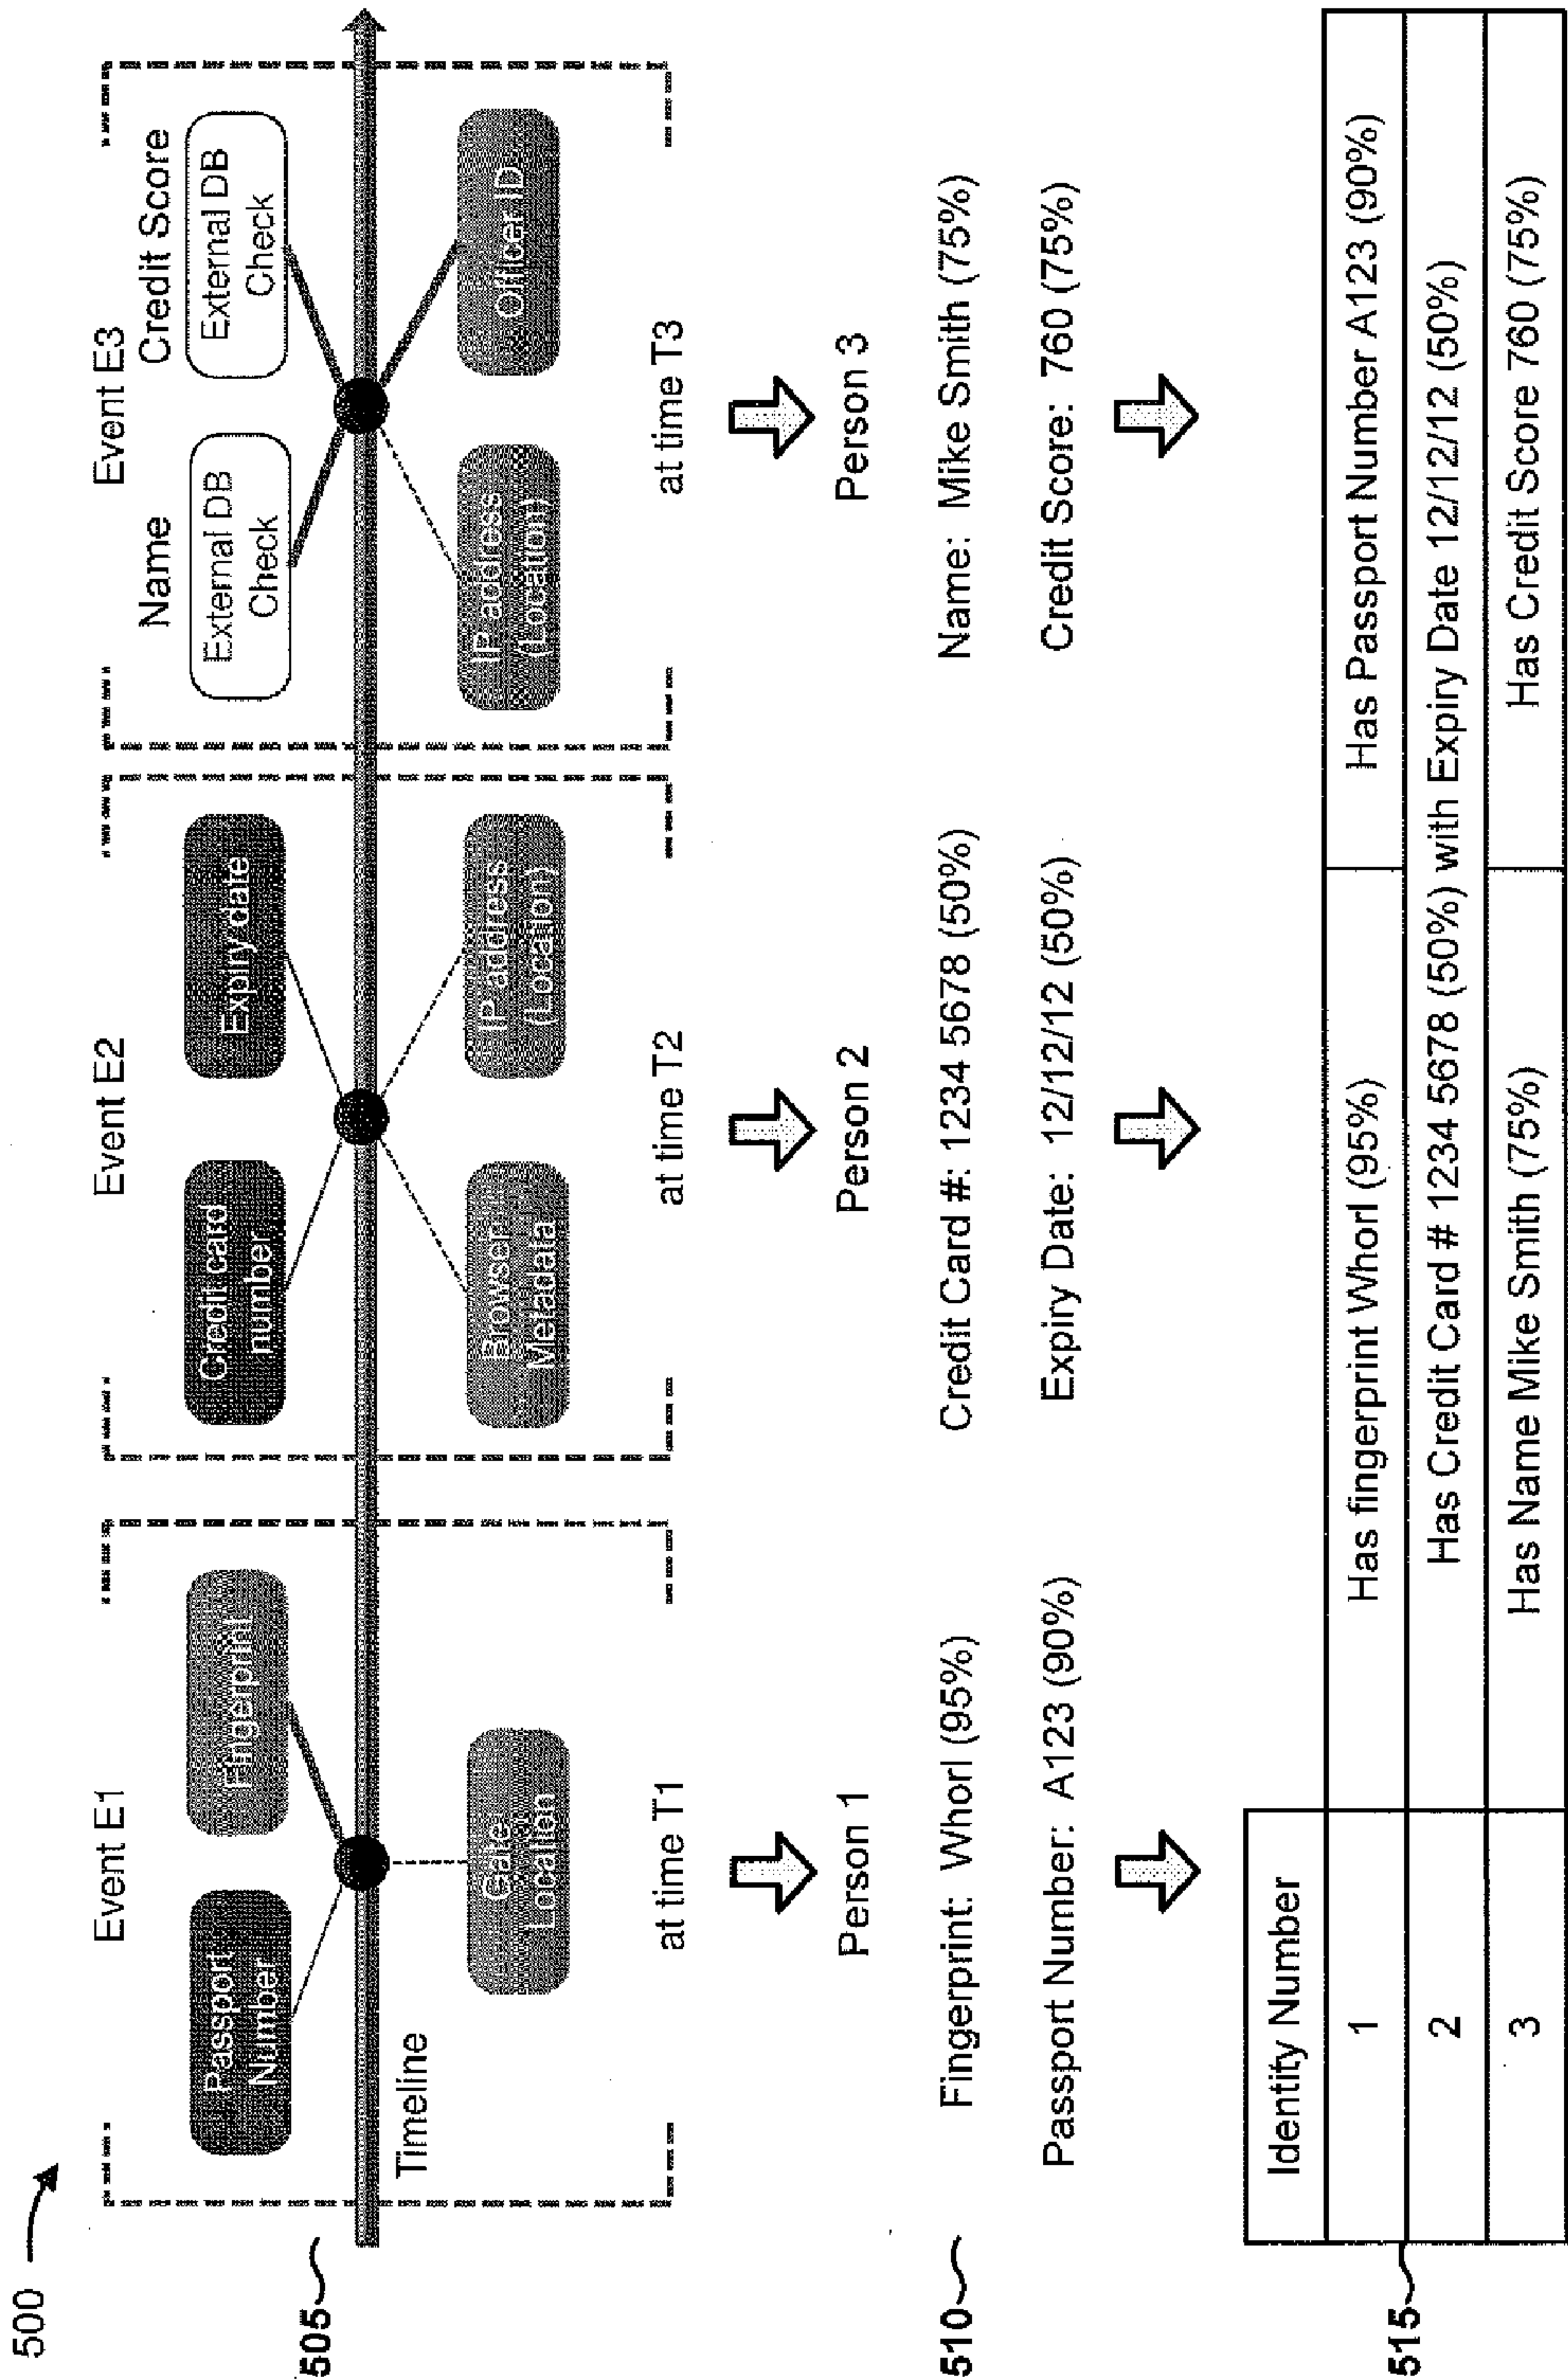 500
505
Event E1
Passport
Number
Fingerprint
Gate
Location
Timeline
at time T1
Event E2
Credit card
number
Expiry date
Browser
Metadata
IP address
(Location)
at time T2
Event E3
Name
Credit Score
External DB
Check
External DB
Check
IP address
(Location)
Officer ID
at time T3
510
Person 1
Fingerprint: Whorl (95%)
Passport Number: A123 (90%)
Person 2
Credit Card #: 1234 5678 (50%)
Expiry Date: 12/12/12 (50%)
Person 3
Name: Mike Smith (75%)
Credit Score: 760 (75%)
515
Identity Number
1
Has fingerprint Whorl (95%)
Has Passport Number A123 (90%)
2
Has Credit Card # 1234 5678 (50%) with Expiry Date 12/12/12 (50%)
3
Has Name Mike Smith (75%)
Has Credit Score 760 (75%)